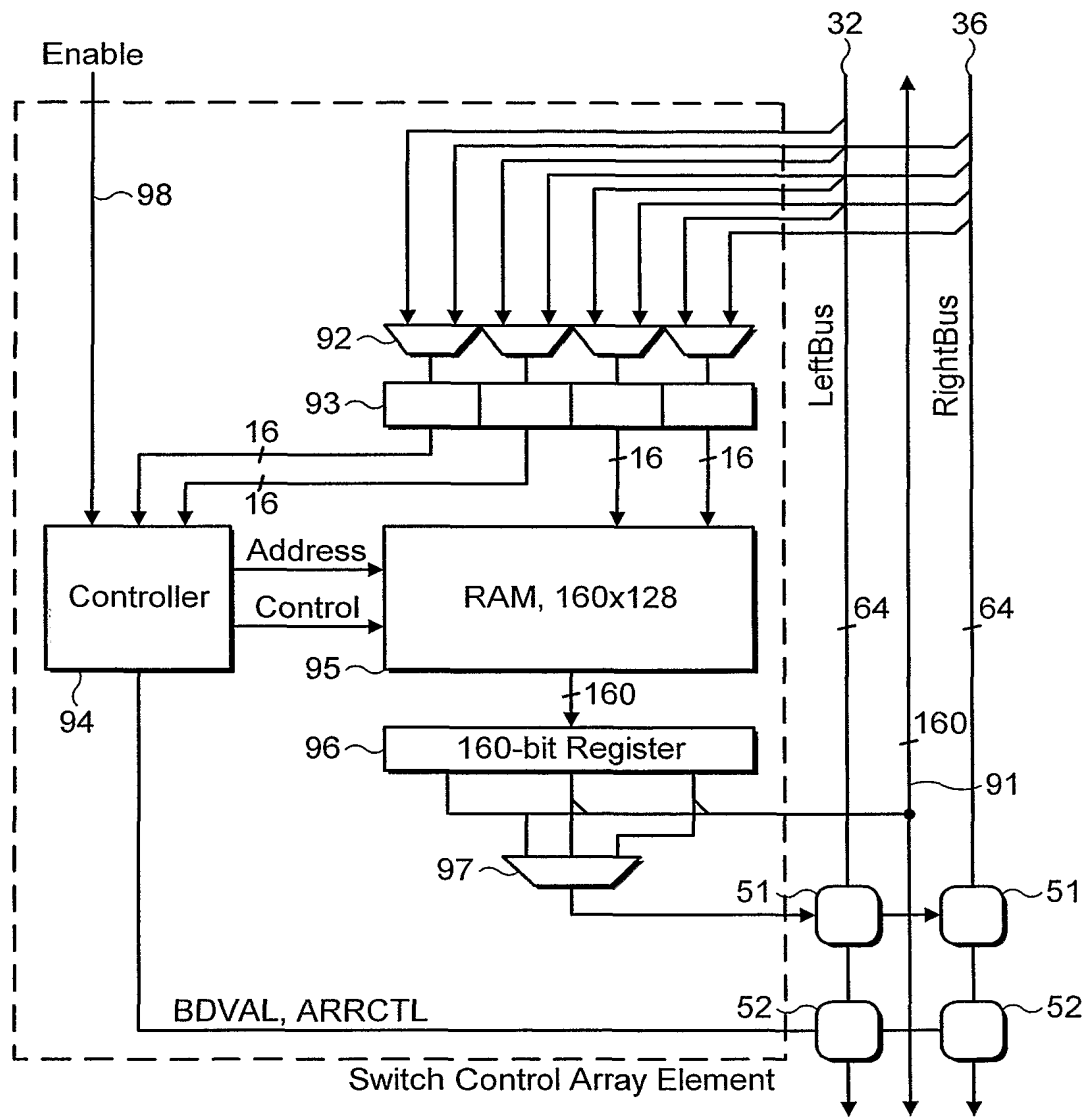 32
36
Enable
98
92
LeftBus
RightBus
93
16
16
16
16
Address
Controller
Control
RAM, 160x128
64
64
94
95
160
96
160-bit Register
160
91
97
51
51
BDVAL, ARRCTL
52
52
Switch Control Array Element